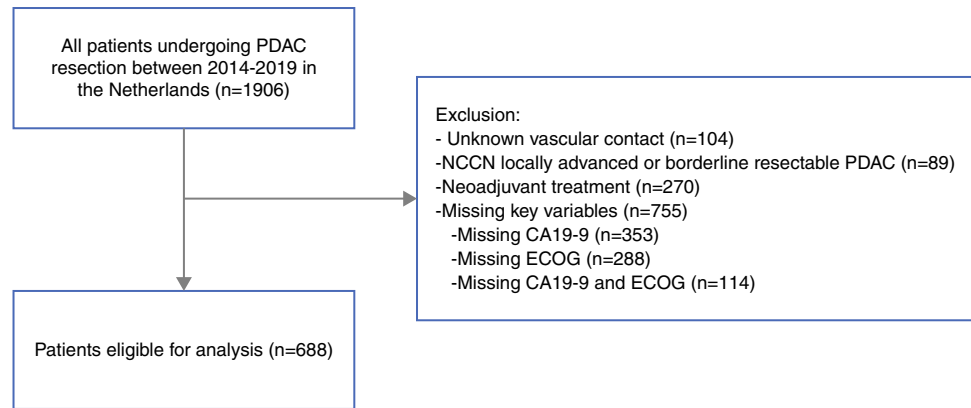 All patients undergoing PDAC
resection between 2014-2019 in
the Netherlands (n=1906)
Exclusion:
- Unknown vascular contact (n=104)
-NCCN locally advanced or borderline resectable PDAC (n=89)
-Neoadjuvant treatment (n=270)
-Missing key variables (n=755)
-Missing CA19-9 (n=353)
-Missing ECOG (n=288)
-Missing CA19-9 and ECOG (n=114)
Patients eligible for analysis (n=688)